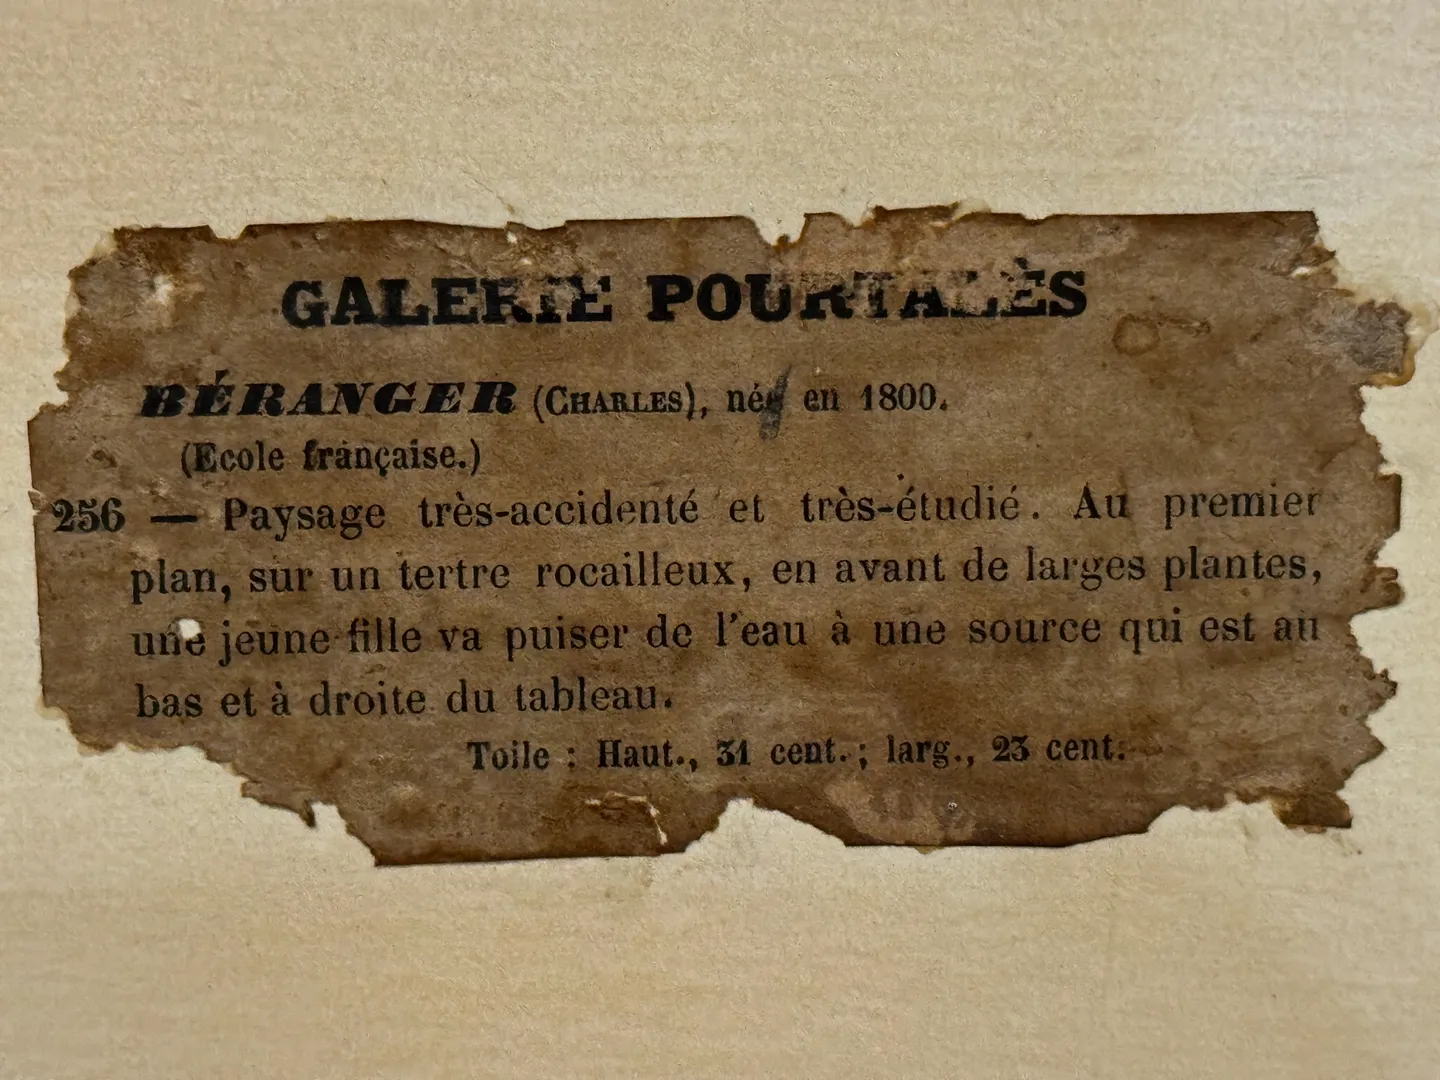 GALERIE POURTALÈS
BÉRANGER (CHARLES), né en 1800.
(Ecole française.)
256 — Paysage très-accidenté et très-étudié. Au premier
plan, sur un tertre rocailleux, en avant de larges plantes,
une jeune fille va puiser de l'eau à une source qui est au
bas et à droite du tableau.
Toile : Haut., 31 cent.; larg., 23 cent.